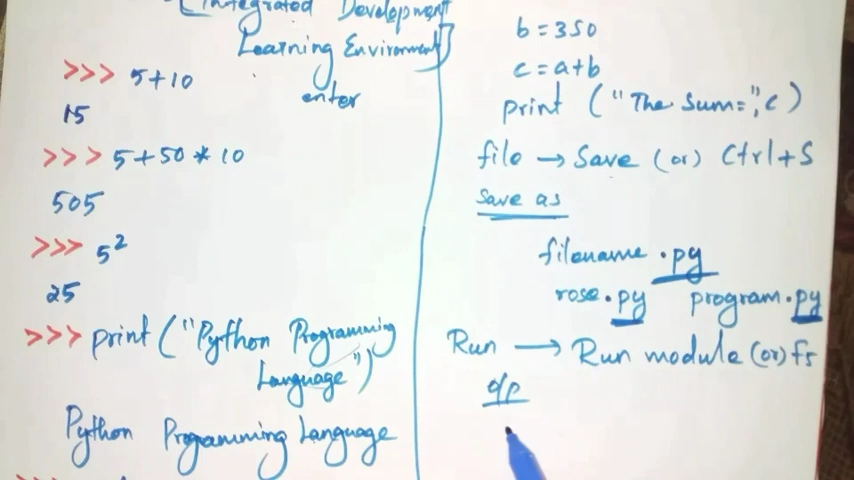 [Integrated Development
Learning Environment]
enter
>>> 5+10
15
>>> 5+50 * 10
505
>>> 5²
25
>>> print ("Python Programming
Language")
Python Progamming Language
b = 350
c = a+b
print ("The Sum=", c)
file → Save (or) Ctrl+S
Save as
filename .py
rose.py program.py
Run → Run module (or) f5
o/p